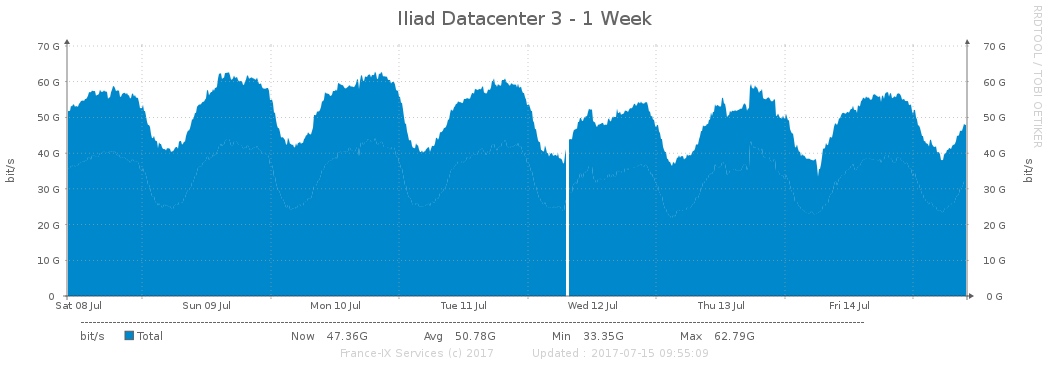 Iliad Datacenter 3 - 1 Week
RRDTOOL / TOBI OETIKER
bit/s
bit/s
70 G 70 G
60 G 60 G
50 G 50 G
40 G 40 G
30 G 30 G
20 G 20 G
10 G 10 G
0 0 G
Sat 08 Jul Sun 09 Jul Mon 10 Jul Tue 11 Jul Wed 12 Jul Thu 13 Jul Fri 14 Jul
bit/s Total Now 47.36G Avg 50.78G Min 33.35G Max 62.79G
France-IX Services (c) 2017 Updated : 2017-07-15 09:55:09